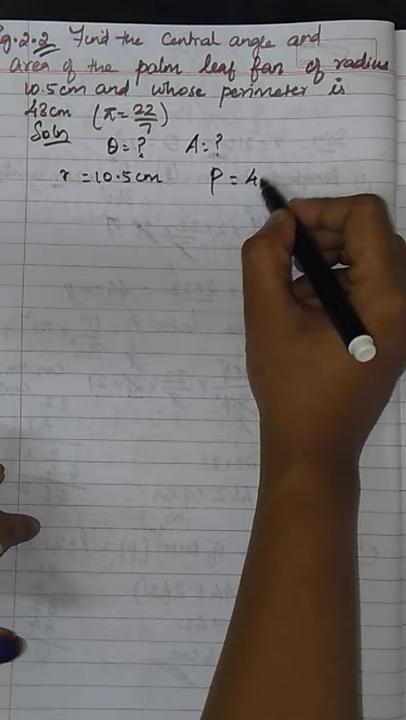 g.2.2 Find the central angle and
area of the palm leaf fan of radius
10.5cm and whose perimeter is
43cm (π=22/7)
Soln
θ=? A=?
r=10.5cm P=4